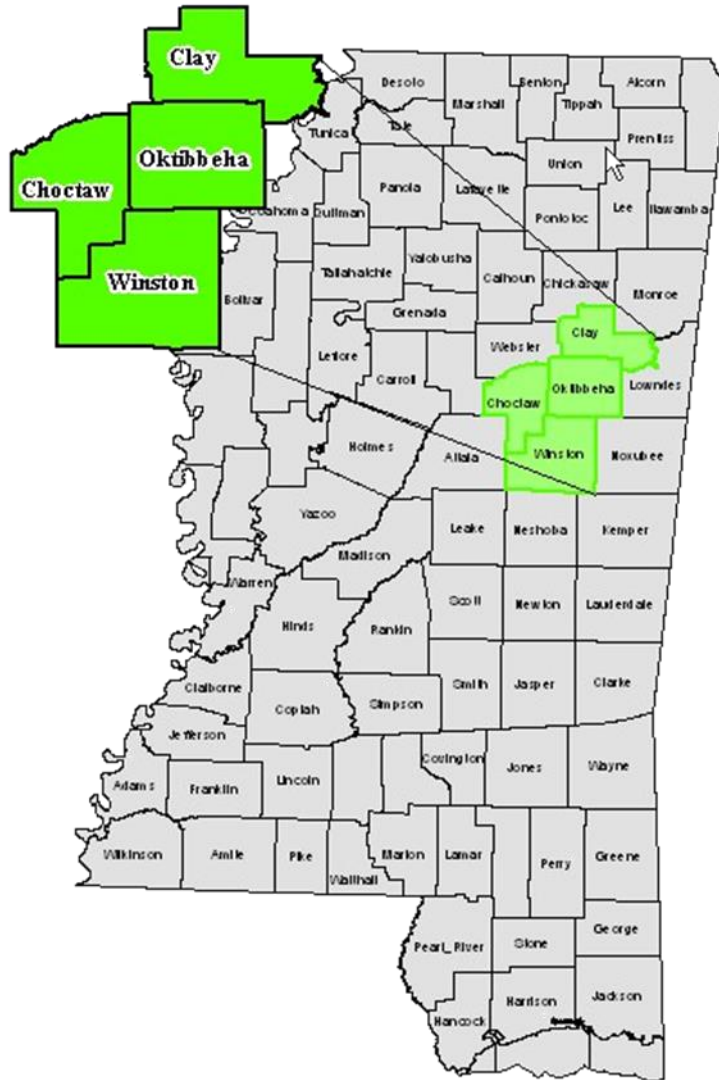 Clay
Oktibbeha
Choctaw
Winston
Desoto
Marshall
Benton
Tippah
Alcorn
Tunica
Tate
Prentiss
Union
Panola
Lafayette
Coahoma
Quitman
Pontotoc
Lee
Itawamba
Bolivar
Tallahatchie
Yalobusha
Calhoun
Chickasaw
Monroe
Grenada
Leflore
Carroll
Webster
Clay
Choctaw
Oktibbeha
Lowndes
Holmes
Attala
Winston
Noxubee
Yazoo
Leake
Neshoba
Kemper
Madison
Warren
Scott
Newton
Lauderdale
Hinds
Rankin
Claiborne
Copiah
Simpson
Smith
Jasper
Clarke
Jefferson
Covington
Jones
Wayne
Adams
Franklin
Lincoln
Wilkinson
Amite
Pike
Walthall
Marion
Lamar
Perry
Greene
George
Pearl_River
Stone
Hancock
Harrison
Jackson